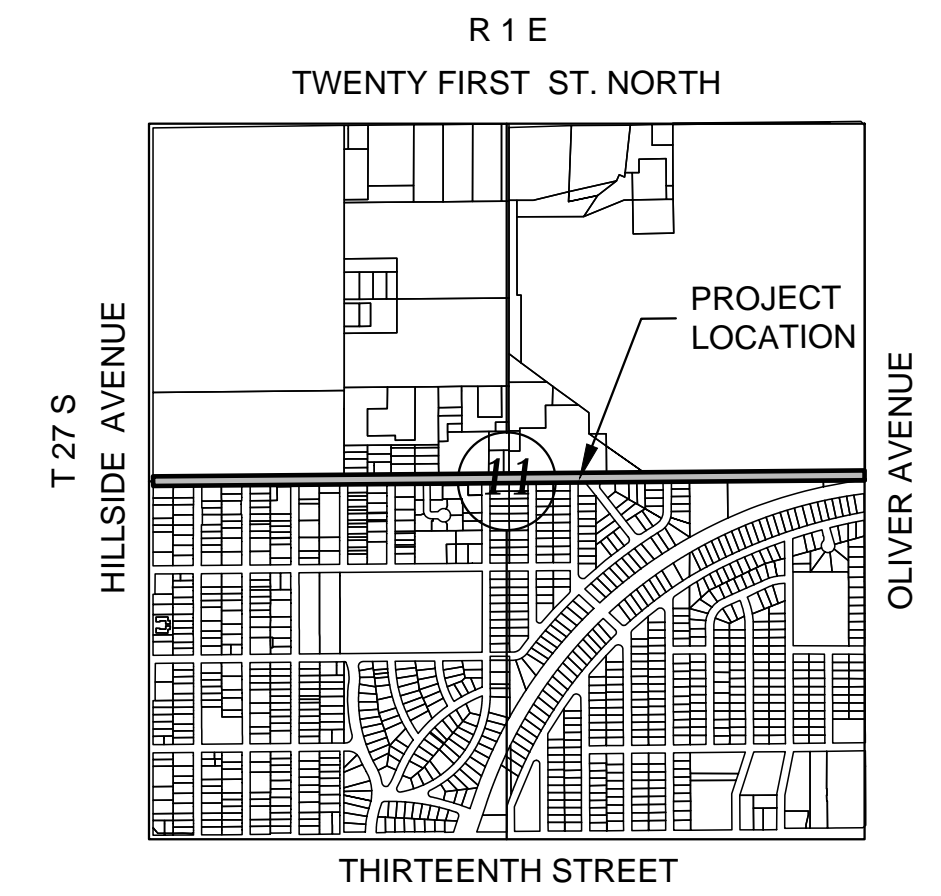 R 1 E
TWENTY FIRST ST. NORTH
PROJECT
LOCATION
T 27 S
HILLSIDE AVENUE
OLIVER AVENUE
11
THIRTEENTH STREET